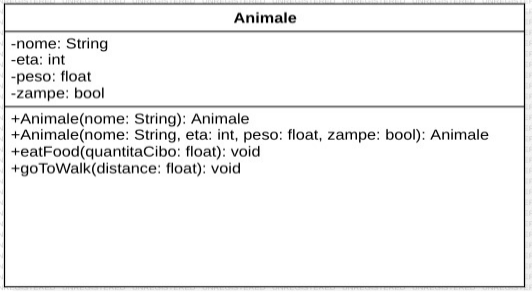 Animale
-nome: String
-eta: int
-peso: float
-zampe: bool
+Animale(nome: String): Animale
+Animale(nome: String, eta: int, peso: float, zampe: bool): Animale
+eatFood(quantitaCibo: float): void
+goToWalk(distance: float): void